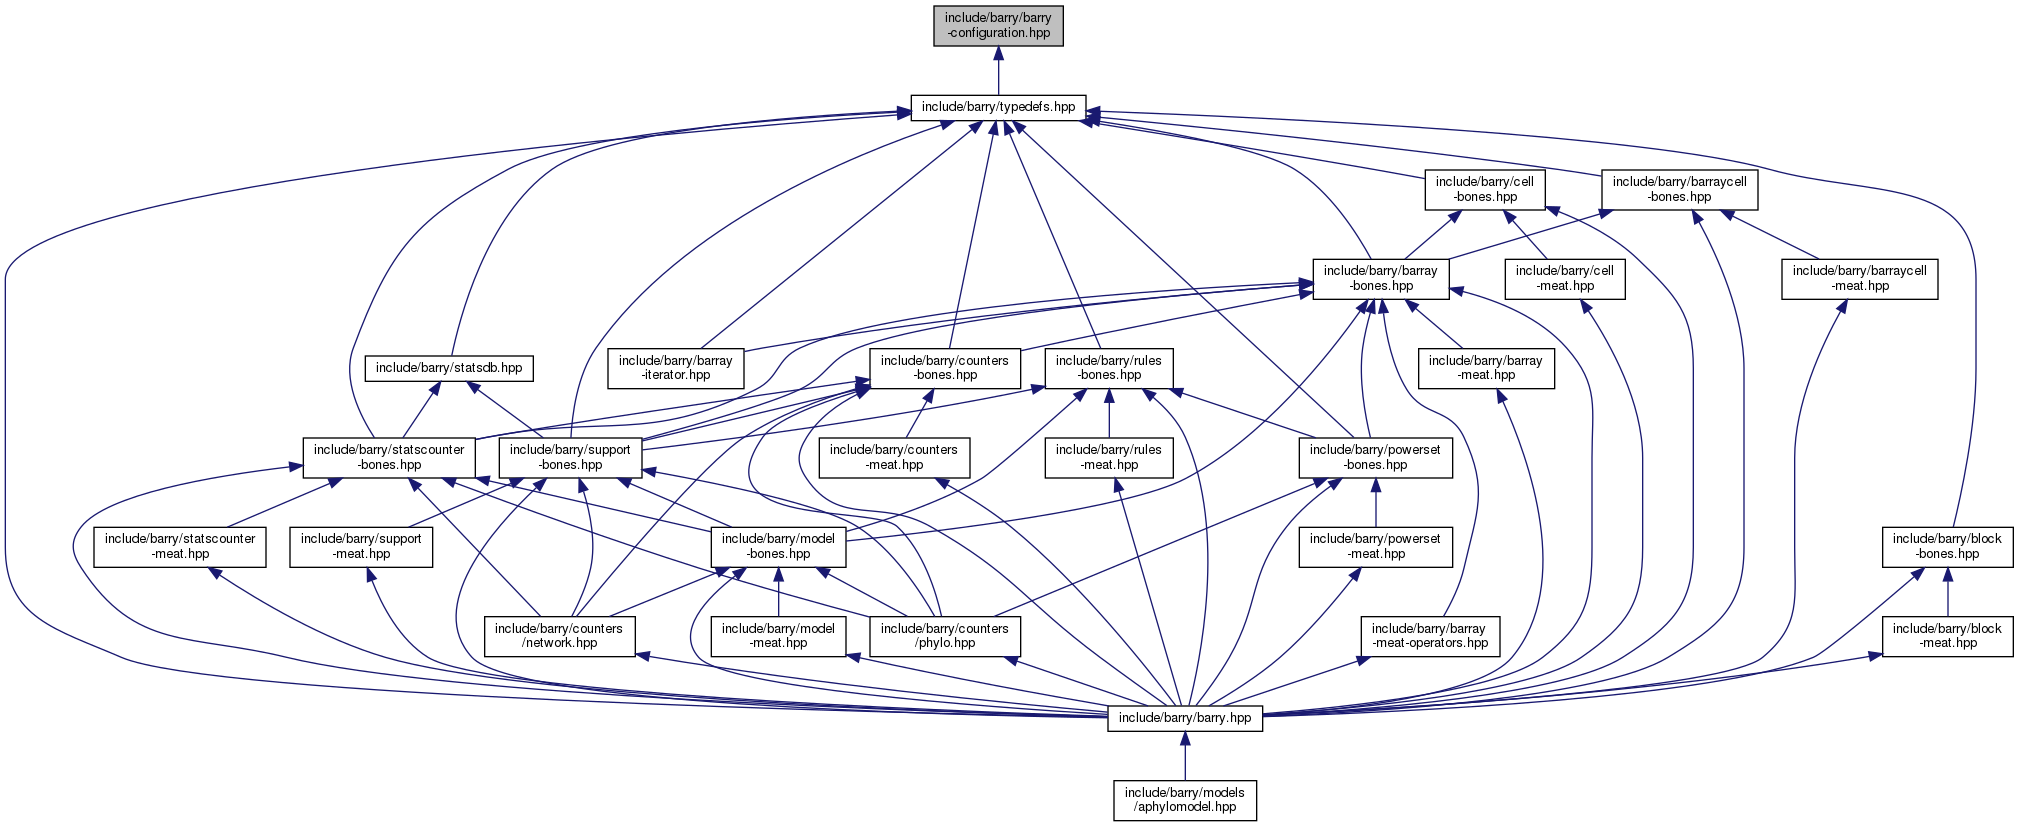 include/barry/barry
-configuration.hpp
include/barry/typedefs.hpp
include/barry/cell
-bones.hpp
include/barry/barraycell
-bones.hpp
include/barry/barray
-bones.hpp
include/barry/cell
-meat.hpp
include/barry/barraycell
-meat.hpp
include/barry/statsdb.hpp
include/barry/barray
-iterator.hpp
include/barry/counters
-bones.hpp
include/barry/rules
-bones.hpp
include/barry/barray
-meat.hpp
include/barry/statscounter
-bones.hpp
include/barry/support
-bones.hpp
include/barry/counters
-meat.hpp
include/barry/rules
-meat.hpp
include/barry/powerset
-bones.hpp
include/barry/statscounter
-meat.hpp
include/barry/support
-meat.hpp
include/barry/model
-bones.hpp
include/barry/powerset
-meat.hpp
include/barry/block
-bones.hpp
include/barry/counters
/network.hpp
include/barry/model
-meat.hpp
include/barry/counters
/phylo.hpp
include/barry/barray
-meat-operators.hpp
include/barry/block
-meat.hpp
include/barry/barry.hpp
include/barry/models
/aphylomodel.hpp